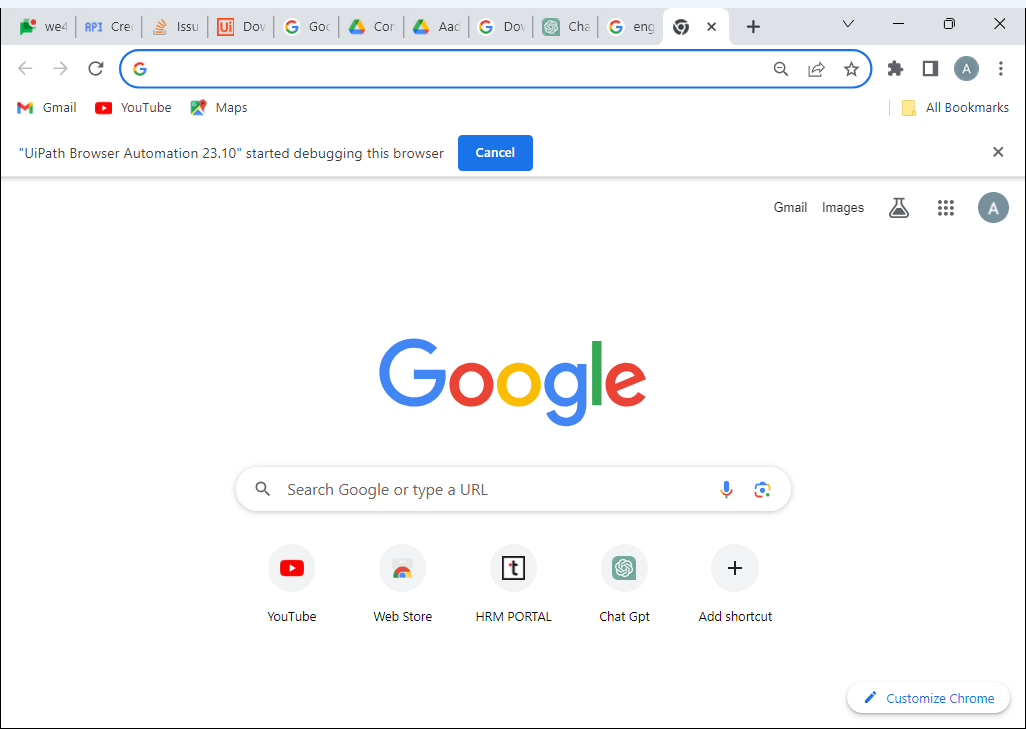 we4
API Cre
Issu
Ui Dov
Goo
Cor
Aac
Dov
Cha
eng
A
Gmail YouTube Maps All Bookmarks
"UiPath Browser Automation 23.10" started debugging this browser Cancel
Gmail Images A
Google
Search Google or type a URL
YouTube Web Store HRM PORTAL Chat Gpt Add shortcut
Customize Chrome